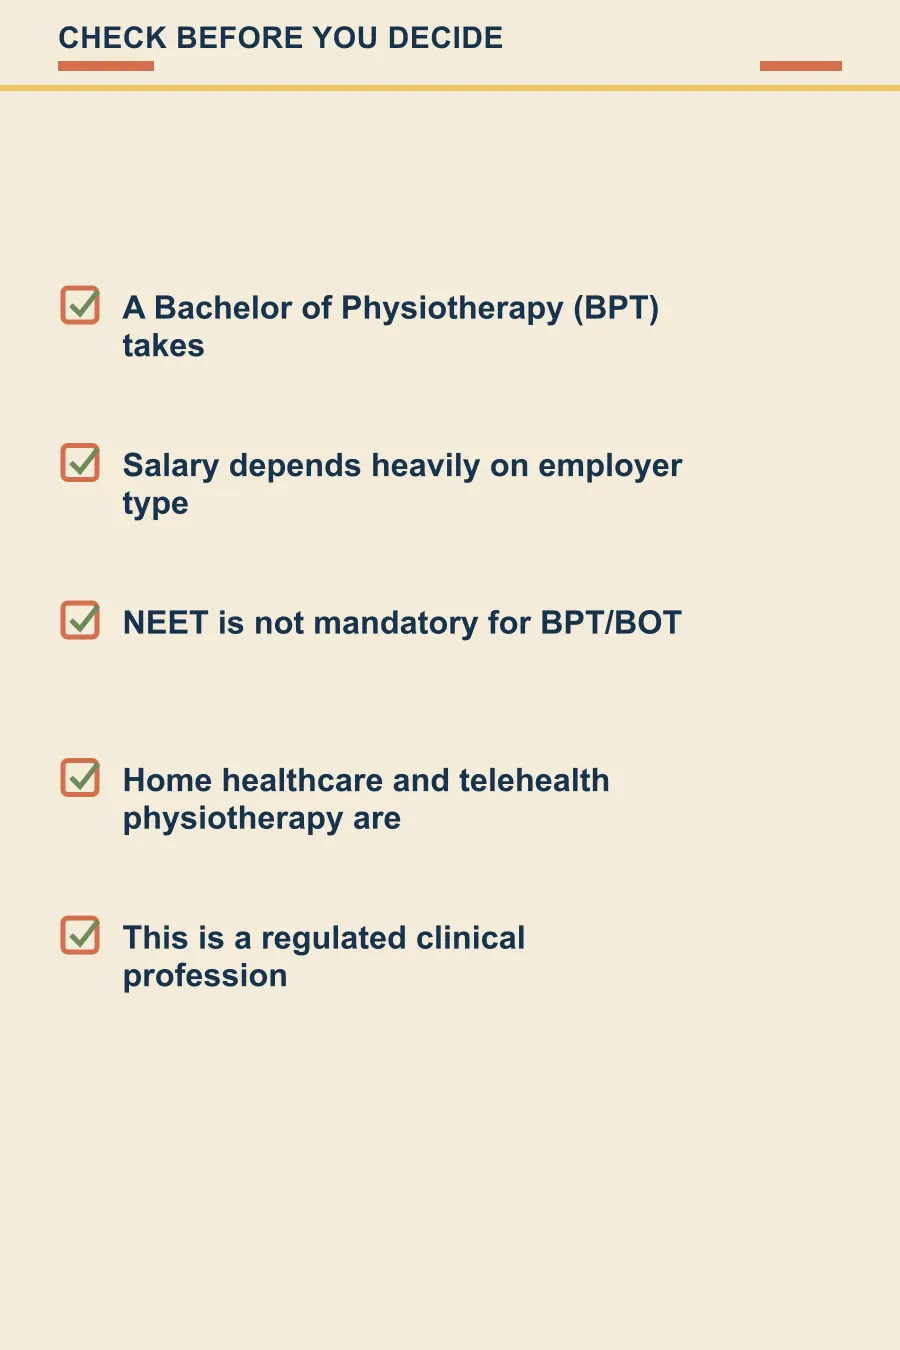 CHECK BEFORE YOU DECIDE
A Bachelor of Physiotherapy (BPT)
takes
Salary depends heavily on employer
type
NEET is not mandatory for BPT/BOT
Home healthcare and telehealth
physiotherapy are
This is a regulated clinical
profession